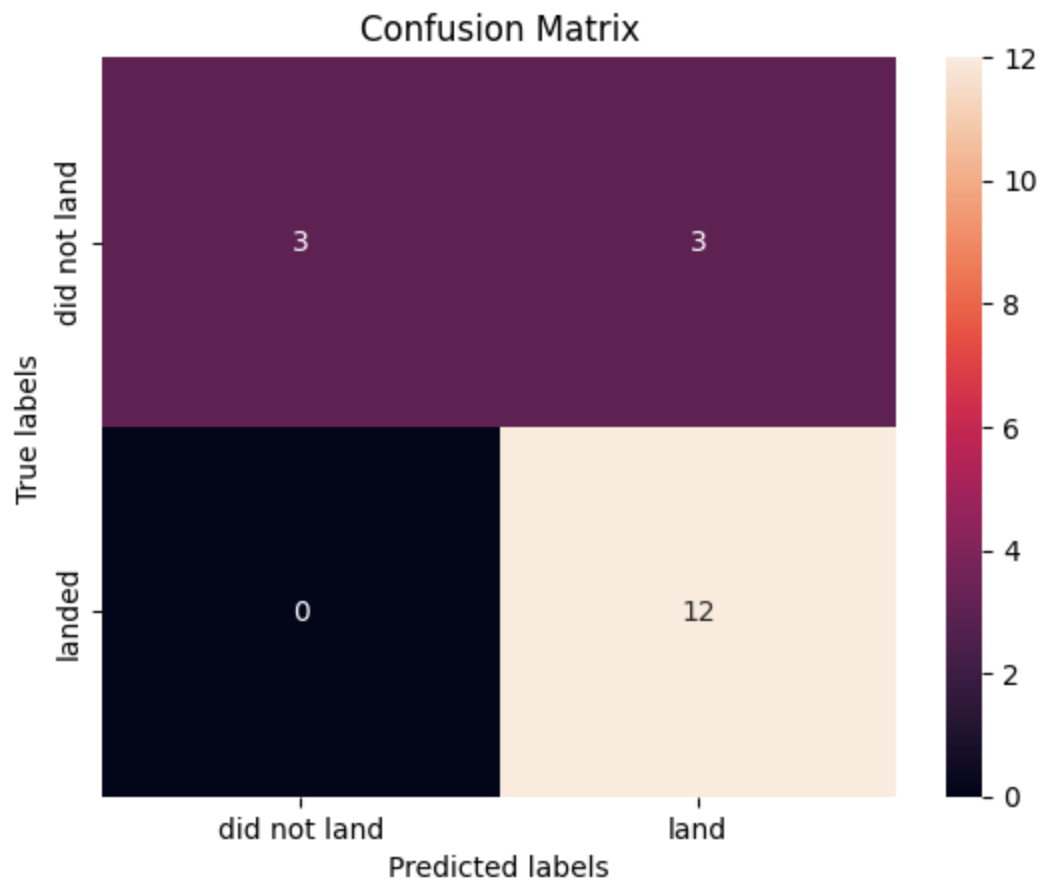 Confusion Matrix
12
10
8
6
4
2
0
True labels
did not land
landed
3
3
0
12
did not land
land
Predicted labels